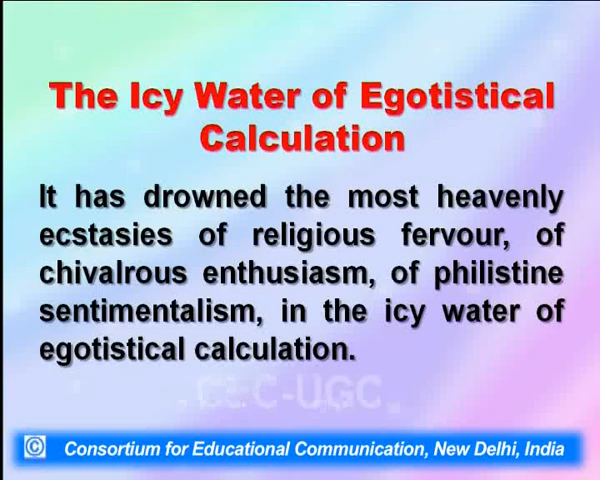 The Icy Water of Egotistical
Calculation
It has drowned the most heavenly
ecstasies of religious fervour, of
chivalrous enthusiasm, of philistine
sentimentalism, in the icy water of
egotistical calculation.
CEC-UGC
© Consortium for Educational Communication, New Delhi, India